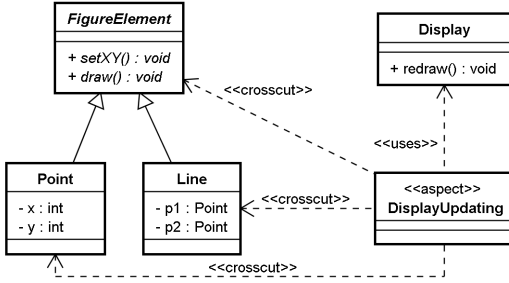 FigureElement
+ setXY() : void
+ draw() : void
Display
+ redraw() : void
<<crosscut>>
<<uses>>
Point
- x : int
- y : int
Line
- p1 : Point
- p2 : Point
<<crosscut>>
<<aspect>>
DisplayUpdating
<<crosscut>>